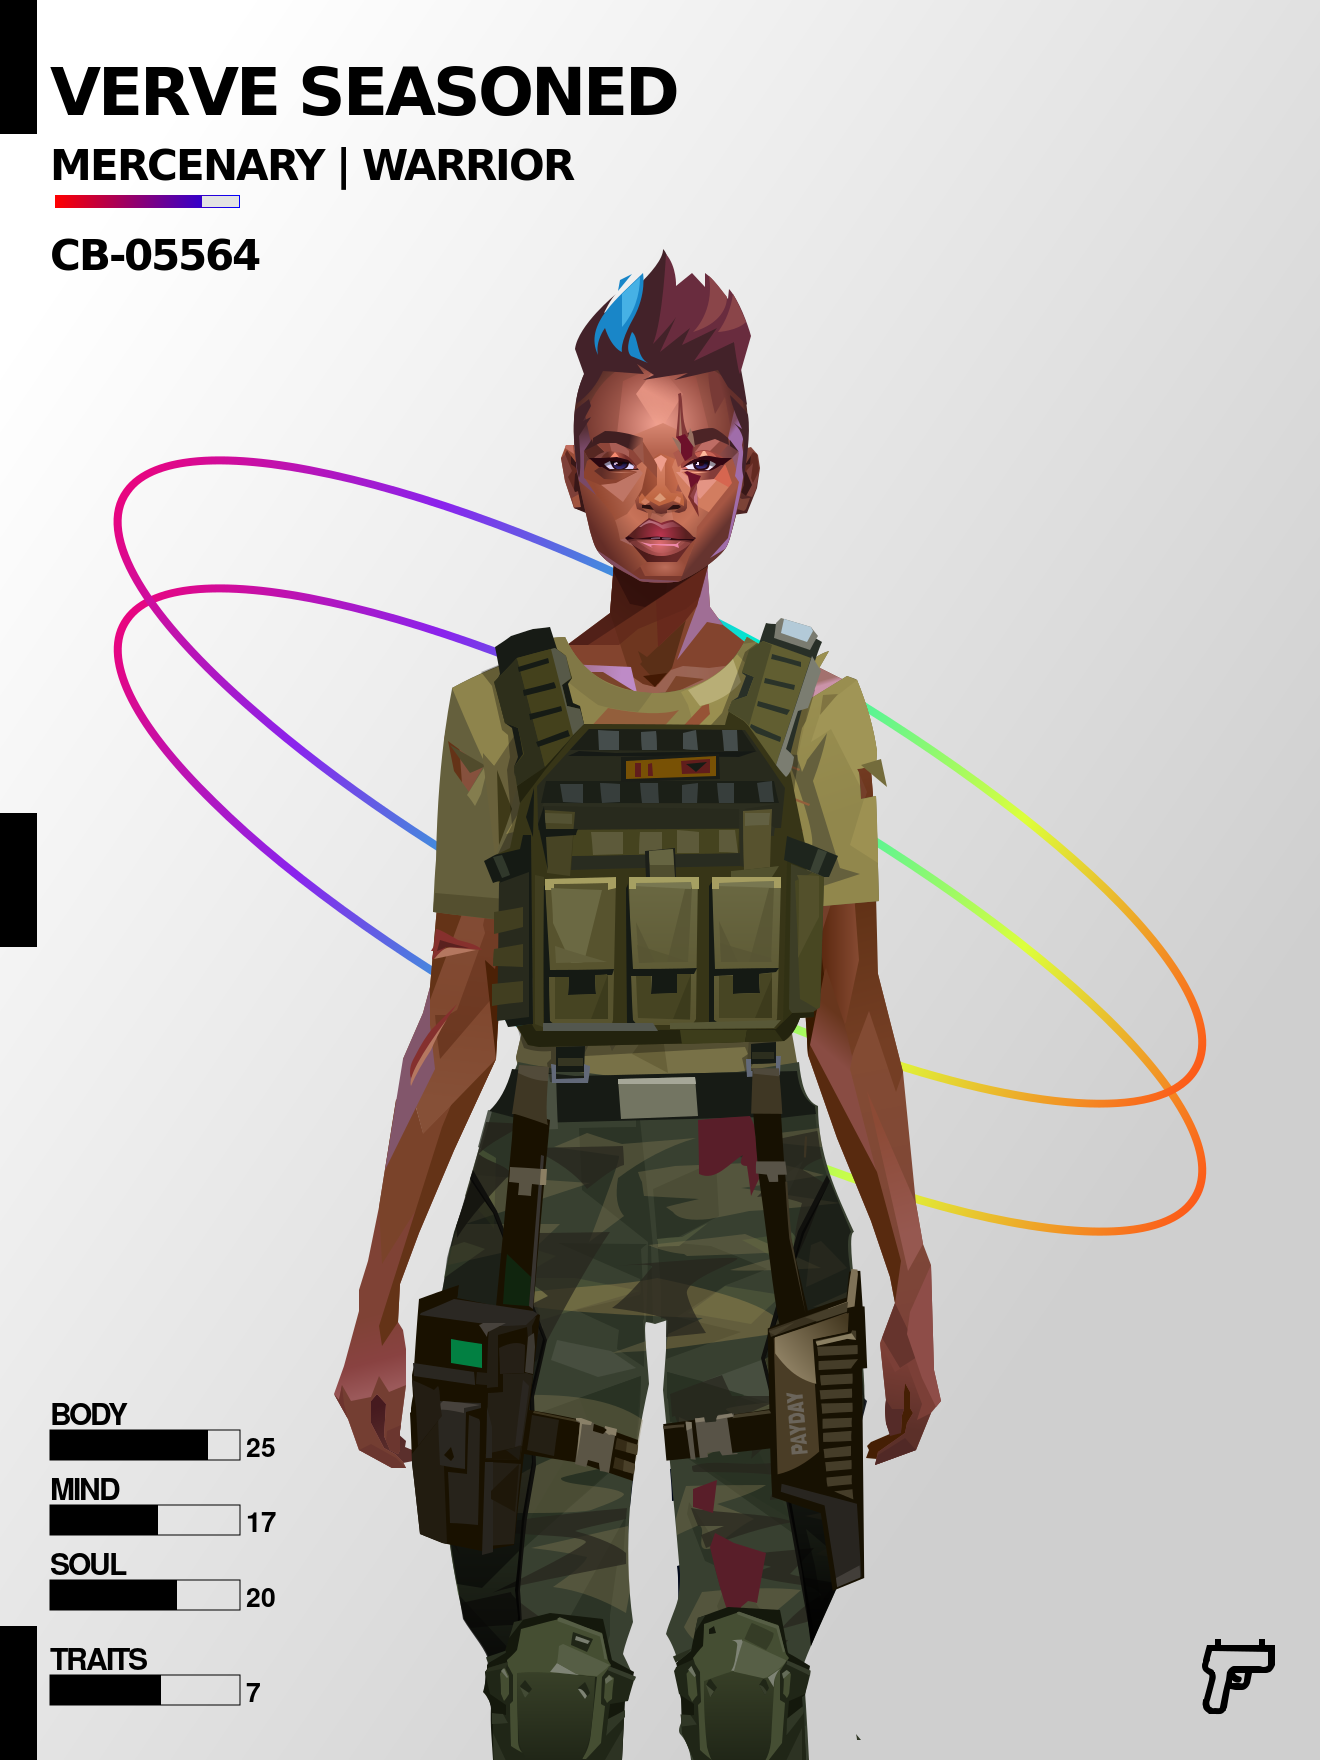 VERVE SEASONED
MERCENARY | WARRIOR
CB-05564
BODY
25
MIND
17
SOUL
20
TRAITS
7
PAYDAY